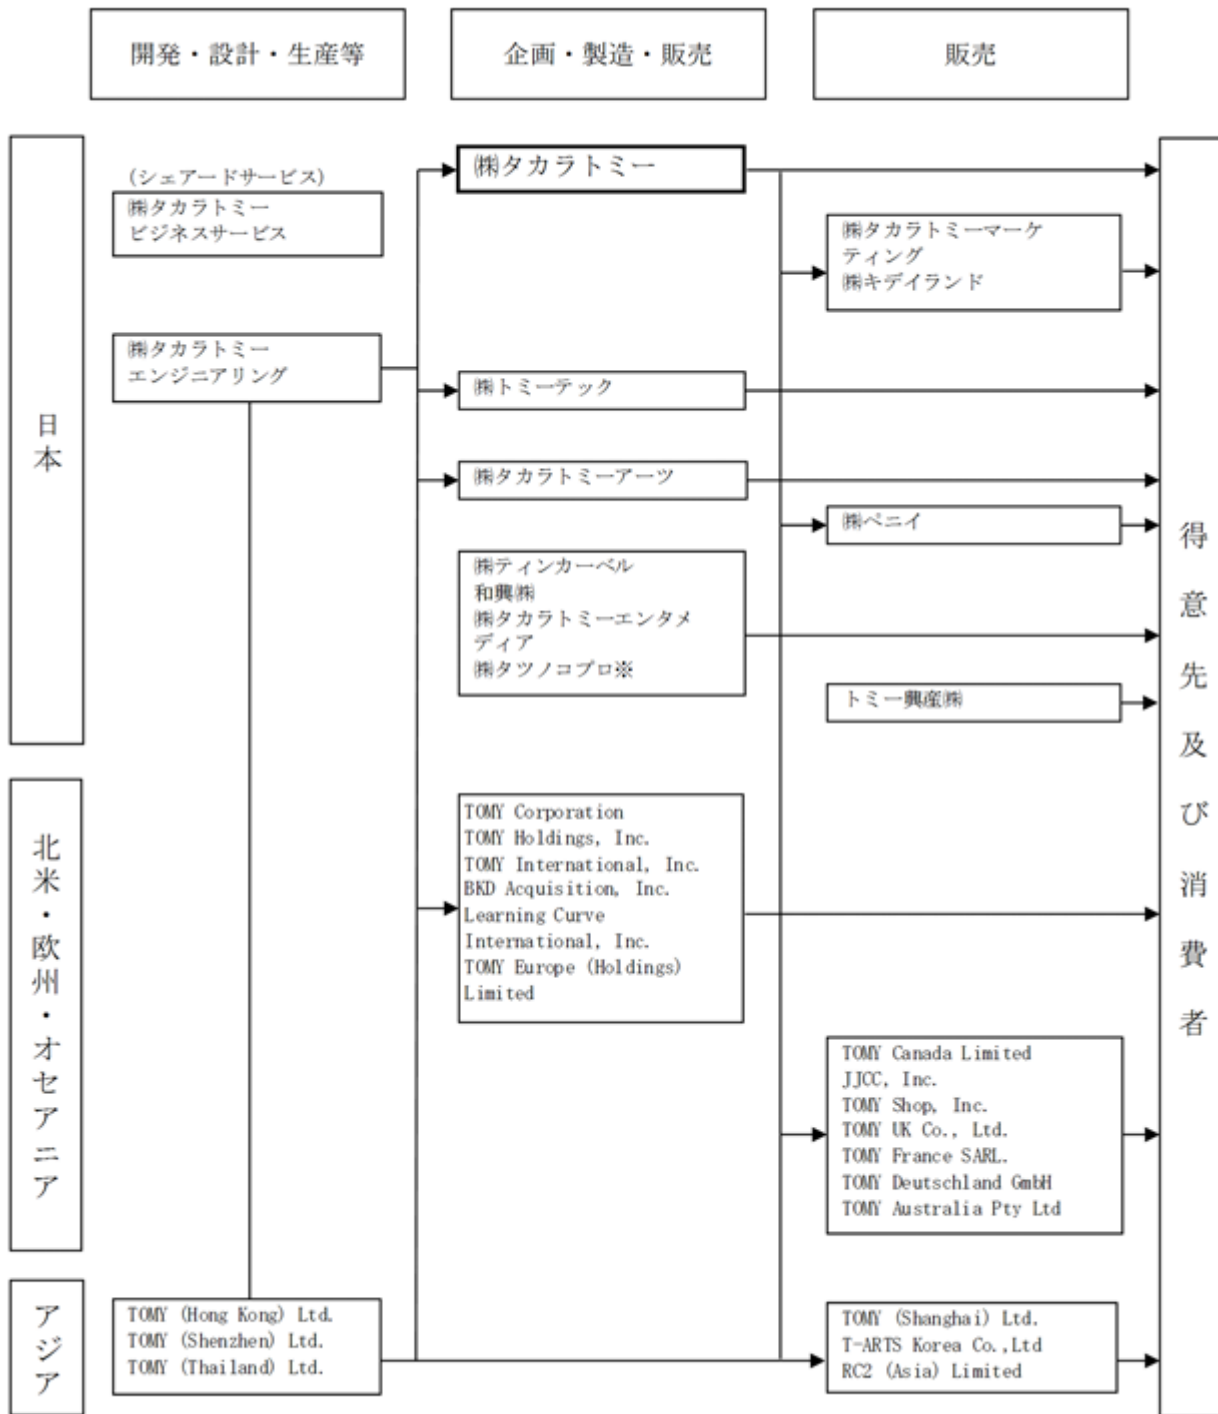 開発・設計・生産等
企画・製造・販売
販売
日本
(シェアードサービス)
㈱タカラトミー
ビジネスサービス
㈱タカラトミー
エンジニアリング
㈱タカラトミー
㈱トミーテック
㈱タカラトミーアーツ
㈱ティンカーベル
和興㈱
㈱タカラトミーエンタメ
ディア
㈱タツノコプロ※
㈱タカラトミーマーケ
ティング
㈱キデイランド
㈱ペニイ
トミー興産㈱
北米・欧州・オセアニア
TOMY Corporation
TOMY Holdings, Inc.
TOMY International, Inc.
BKD Acquisition, Inc.
Learning Curve
International, Inc.
TOMY Europe (Holdings)
Limited
TOMY Canada Limited
JJCC, Inc.
TOMY Shop, Inc.
TOMY UK Co., Ltd.
TOMY France SARL.
TOMY Deutschland GmbH
TOMY Australia Pty Ltd
アジア
TOMY (Hong Kong) Ltd.
TOMY (Shenzhen) Ltd.
TOMY (Thailand) Ltd.
TOMY (Shanghai) Ltd.
T-ARTS Korea Co.,Ltd
RC2 (Asia) Limited
得意先及び消費者